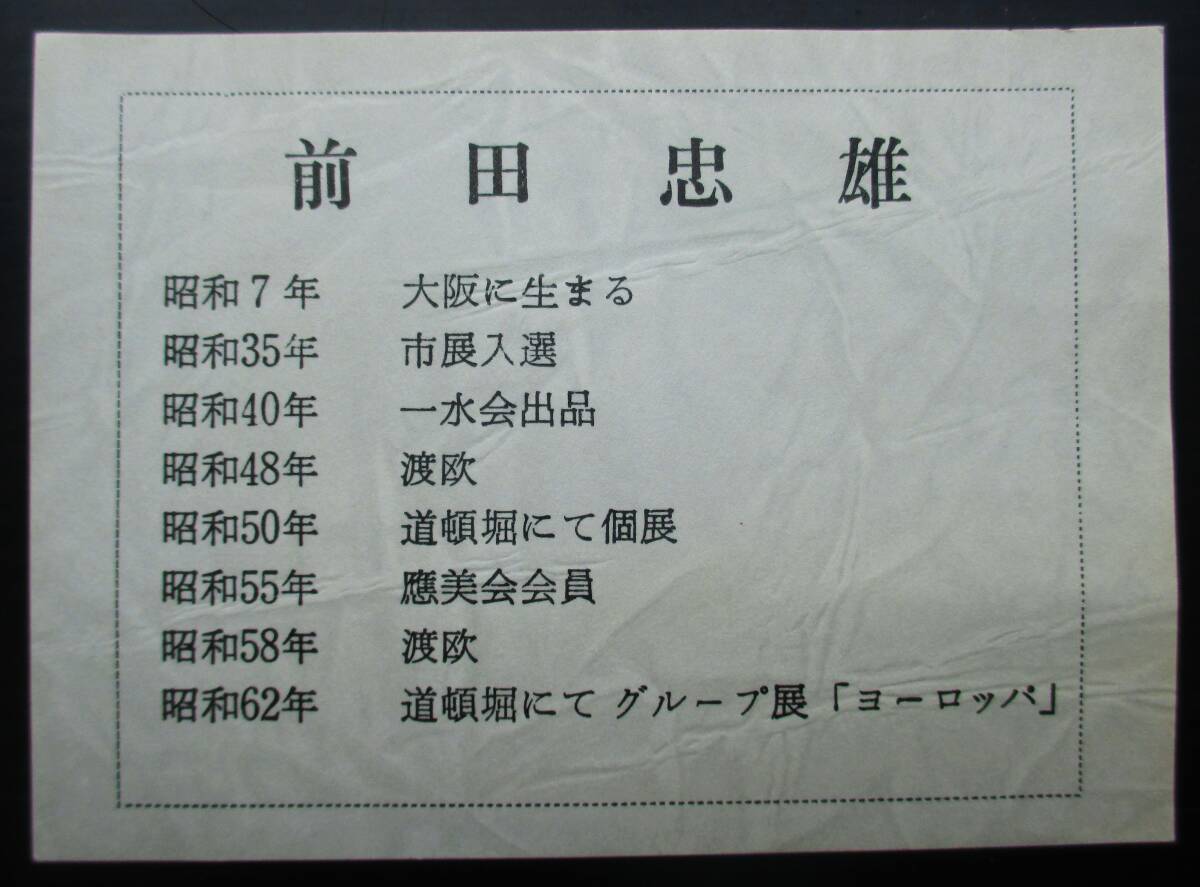 前田忠雄
昭和7年 大阪に生まる
昭和35年 市展入選
昭和40年 一水会出品
昭和48年 渡欧
昭和50年 道頓堀にて個展
昭和55年 應美会会員
昭和58年 渡欧
昭和62年 道頓堀にてグループ展「ヨーロッパ」